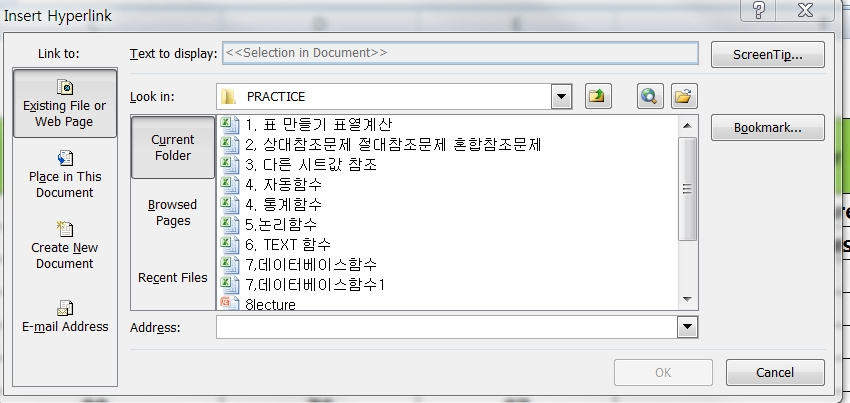 Insert Hyperlink
Link to:
Text to display:
<<Selection in Document>>
ScreenTip...
Existing File or
Web Page
Place in This
Document
Create New
Document
E-mail Address
Look in:
PRACTICE
Current
Folder
Browsed
Pages
Recent Files
1, 표 만들기 표열계산
2, 상대참조문제 절대참조문제 혼합참조문제
3, 다른 시트값 참조
4, 자동함수
4, 통계함수
5,논리함수
6, TEXT 함수
7,데이터베이스함수
7,데이터베이스함수1
8lecture
Bookmark...
Address:
OK
Cancel